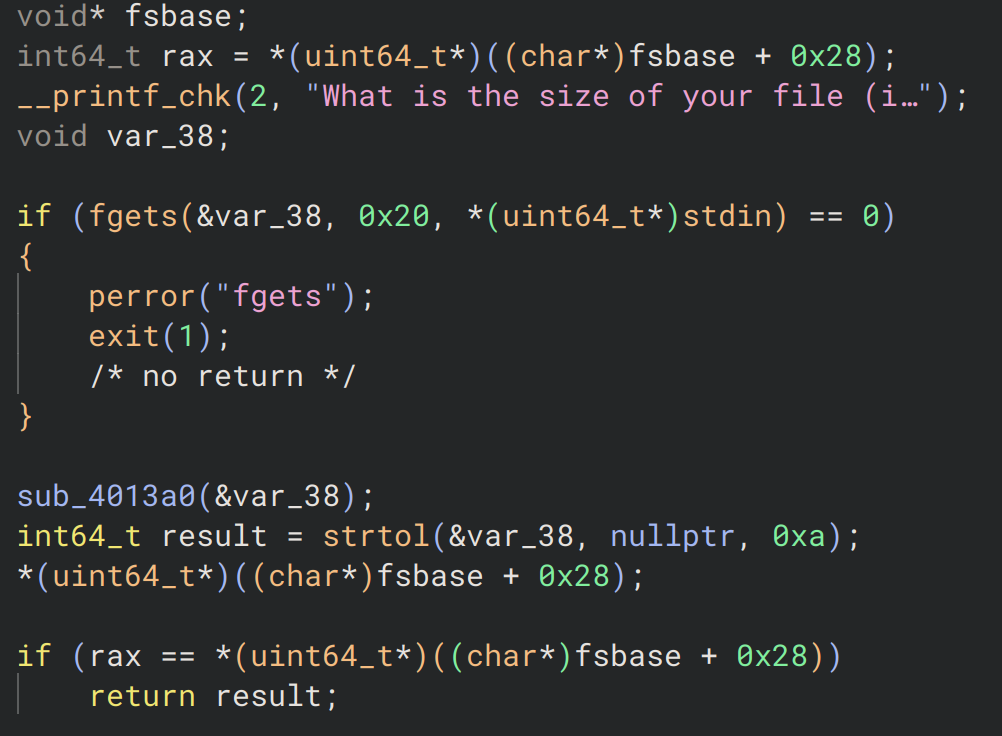 void* fsbase;
int64_t rax = *(uint64_t*)((char*)fsbase + 0x28);
__printf_chk(2, "What is the size of your file (i…");
void var_38;
if (fgets(&var_38, 0x20, *(uint64_t*)stdin) == 0)
{
perror("fgets");
exit(1);
/* no return */
}
sub_4013a0(&var_38);
int64_t result = strtol(&var_38, nullptr, 0xa);
*(uint64_t*)((char*)fsbase + 0x28);
if (rax == *(uint64_t*)((char*)fsbase + 0x28))
return result;